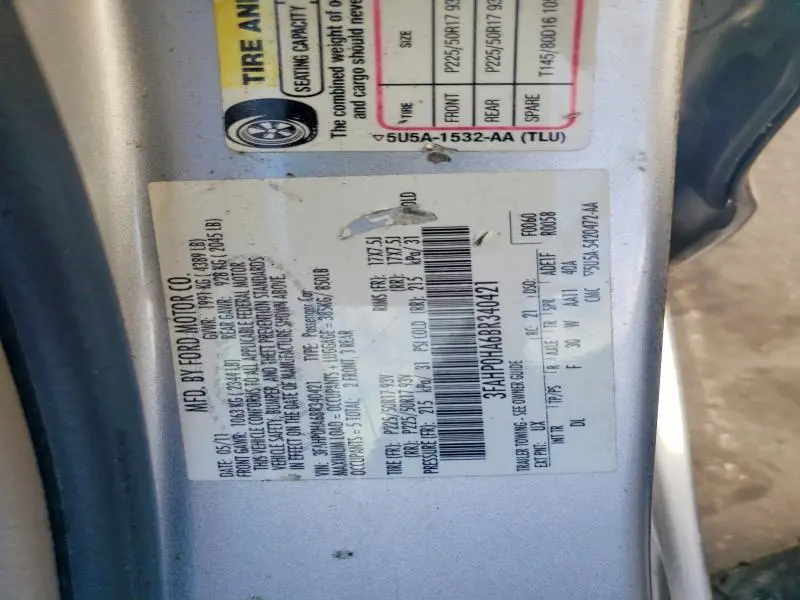 TIRE AND
SEATING CAPACITY
The combined weight of o
and cargo should neve
TIRE SIZE
FRONT P225/50R17 93
REAR P225/50R17 93
SPARE T145/80D16 10
5U5A-1532-AA (TLU)
MFD. BY FORD MOTOR CO.
DATE: 05/11 GVWR: 1991 KG ( 4389 LB)
FRONT GAWR: 1063 KG ( 2344 LB) REAR GAWR: 928 KG ( 2045 LB)
THIS VEHICLE CONFORMS TO ALL APPLICABLE FEDERAL MOTOR
VEHICLE SAFETY, BUMPER, AND THEFT PREVENTION STANDARDS
IN EFFECT ON THE DATE OF MANUFACTURE SHOWN ABOVE.
VIN: 3FAHP0HA6BR340421 TYPE: Passenger Car
MAXIMUM LOAD = OCCUPANTS + LUGGAGE = 385KG/ 850LB
OCCUPANTS = 5 TOTAL: 2 FRONT 3 REAR OLD
TIRE (FR): P225/50R17 93V RIMS (FR): 17X7.5J
(RR): P225/50R17 93V (RR): 17X7.5J
PRESSURE (FR): 215 kPa/ 31 PSI COLD (RR): 215 kPa/ 31
3FAHP0HA6BR340421
TRAILER TOWING - SEE OWNER GUIDE F0060
EXT PNT: UX RC: 21 DSO: R0058
INT TR TP/PS R AXLE TR SPR ADETF
DL F 30 W AA11 40A
CMC 5U5A-5420472-AA